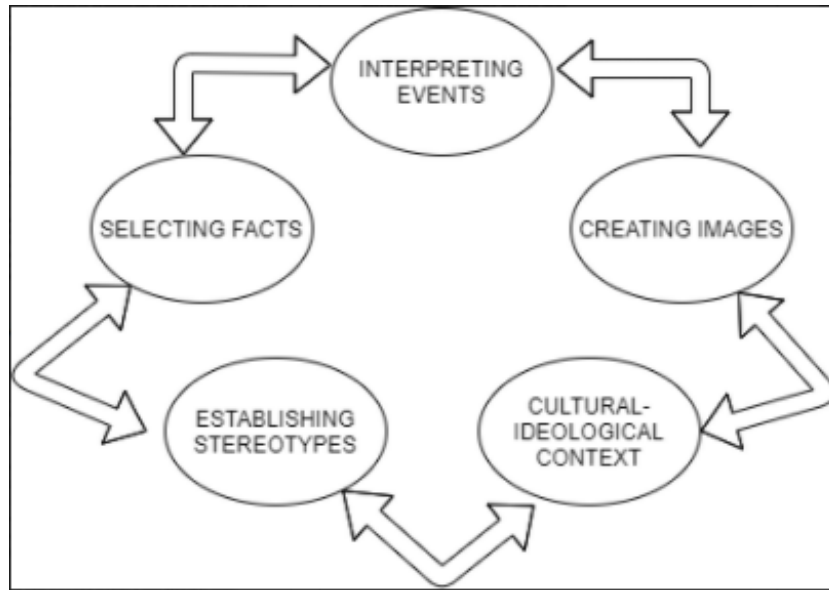 INTERPRETING
EVENTS
SELECTING FACTS
CREATING IMAGES
ESTABLISHING
STEREOTYPES
CULTURAL-
IDEOLOGICAL
CONTEXT